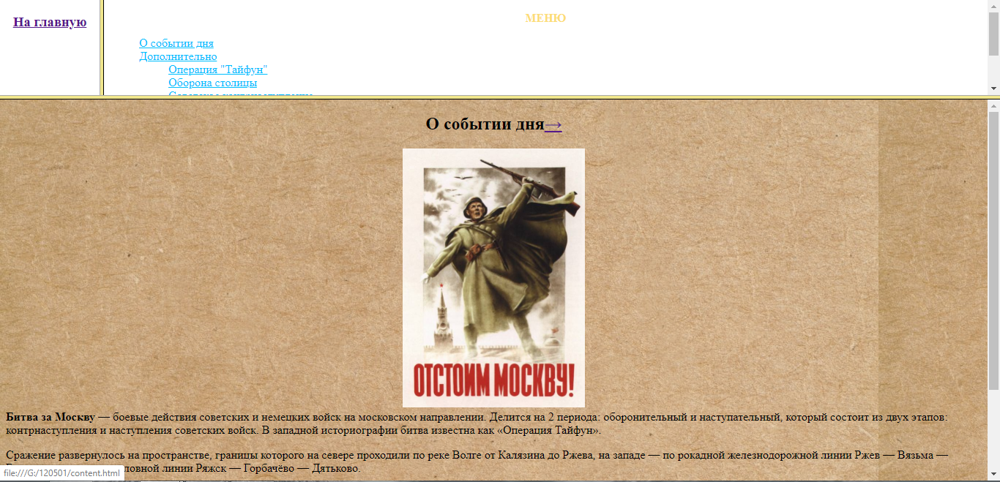 На главную
МЕНЮ
О событии дня
Дополнительно
Операция "Тайфун"
Оборона столицы
О событии дня→
ОТСТОИМ МОСКВУ!
Битва за Москву — боевые действия советских и немецких войск на московском направлении. Делится на 2 периода: оборонительный и наступательный, который состоит из двух этапов:
контрнаступления и наступления советских войск. В западной историографии битва известна как «Операция Тайфун».
Сражение развернулось на пространстве, границы которого на севере проходили по реке Волге от Калязина до Ржева, на западе — по рокадной железнодорожной линии Ржев — Вязьма —
ловной линии Ряжск — Горбачёво — Дятьково.
file:///G:/120501/content.html